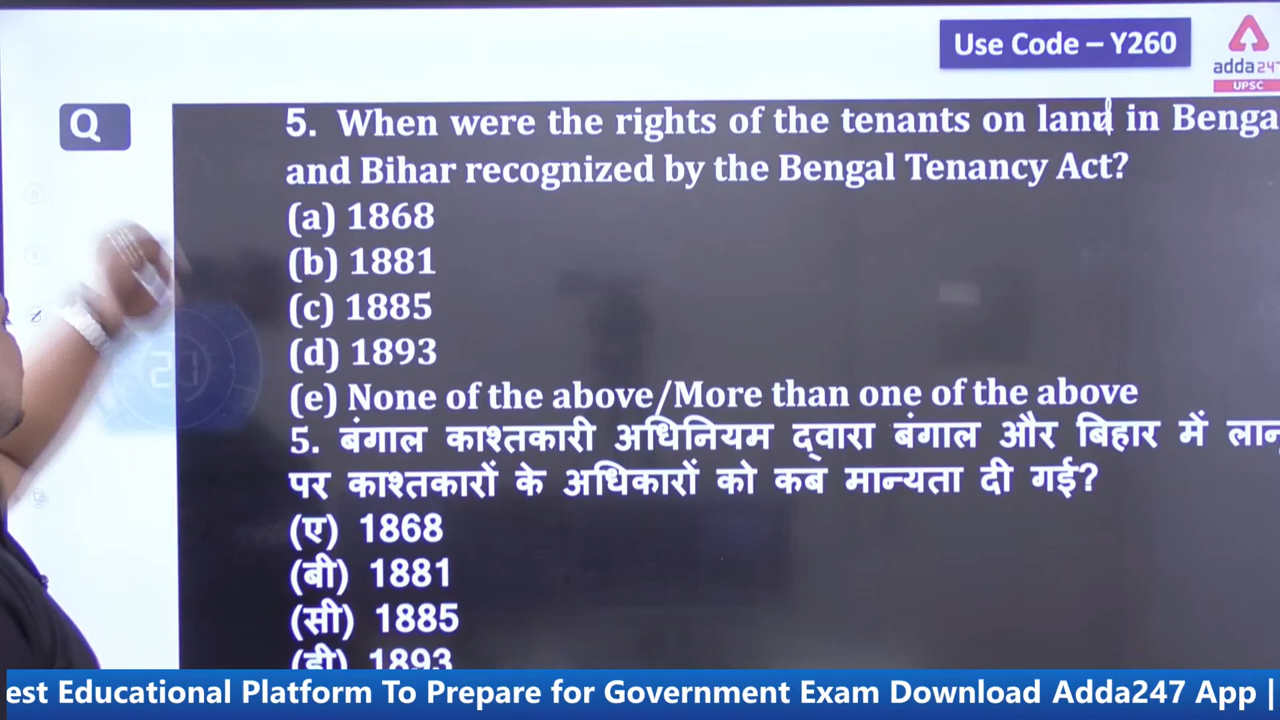 Use Code – Y260
adda247
UPSC
Q
5. When were the rights of the tenants on land in Benga
and Bihar recognized by the Bengal Tenancy Act?
(a) 1868
(b) 1881
(c) 1885
(d) 1893
(e) None of the above/More than one of the above
5. बंगाल काश्तकारी अधिनियम द्वारा बंगाल और बिहार में लान
पर काश्तकारों के अधिकारों को कब मान्यता दी गई?
(ए) 1868
(बी) 1881
(सी) 1885
(डी) 1893
est Educational Platform To Prepare for Government Exam Download Adda247 App |